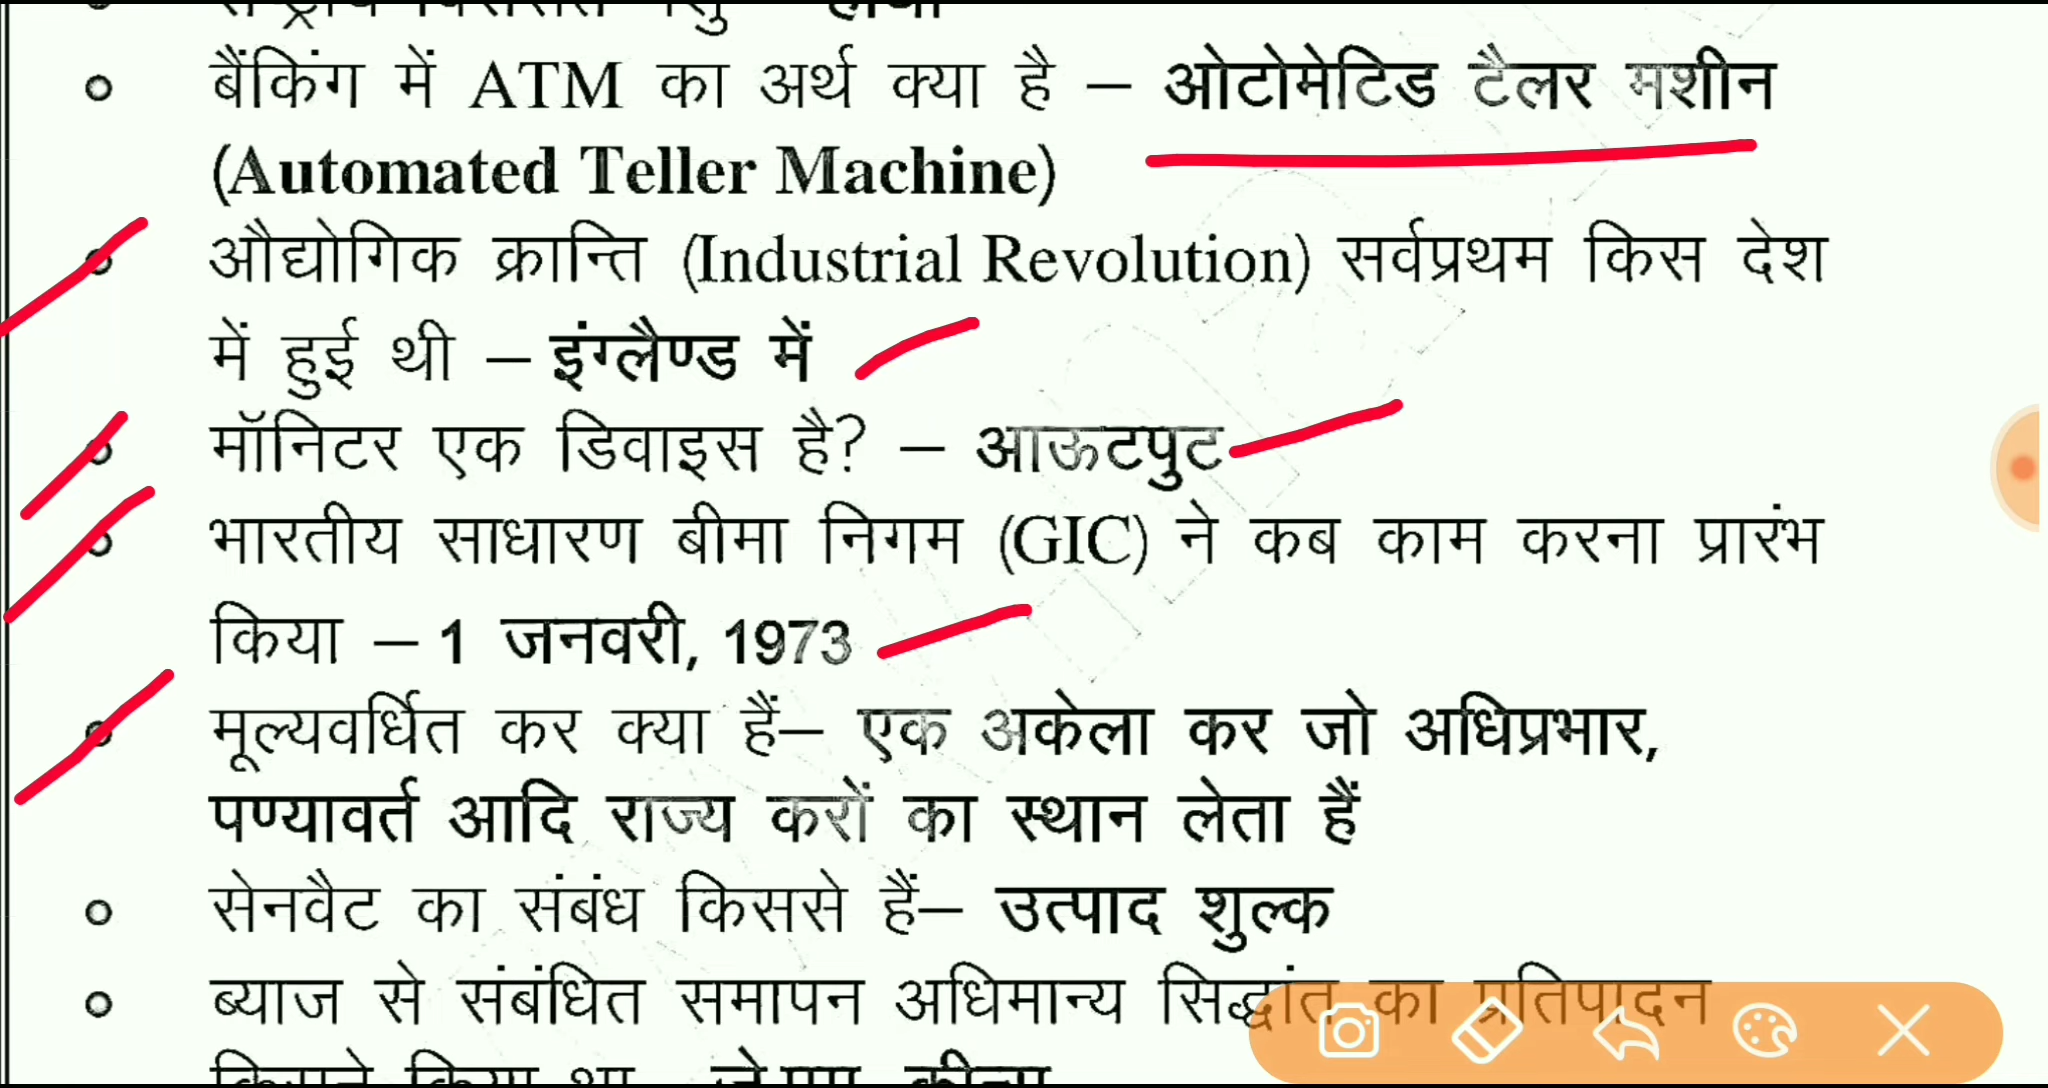 बैंकिंग में ATM का अर्थ क्या है – ओटोमेटिड टैलर मशीन
(Automated Teller Machine)
औद्योगिक क्रान्ति (Industrial Revolution) सर्वप्रथम किस देश
में हुई थी – इंग्लैण्ड में
मॉनिटर एक डिवाइस है? – आऊटपुट
भारतीय साधारण बीमा निगम (GIC) ने कब काम करना प्रारंभ
किया – 1 जनवरी, 1973
मूल्यवर्धित कर क्या हैं– एक अकेला कर जो अधिप्रभार,
पण्यावर्त आदि राज्य करों का स्थान लेता हैं
सेनवैट का संबंध किससे हैं– उत्पाद शुल्क
ब्याज से संबंधित समापन अधिमान्य सिद्धांत का प्रतिपादन